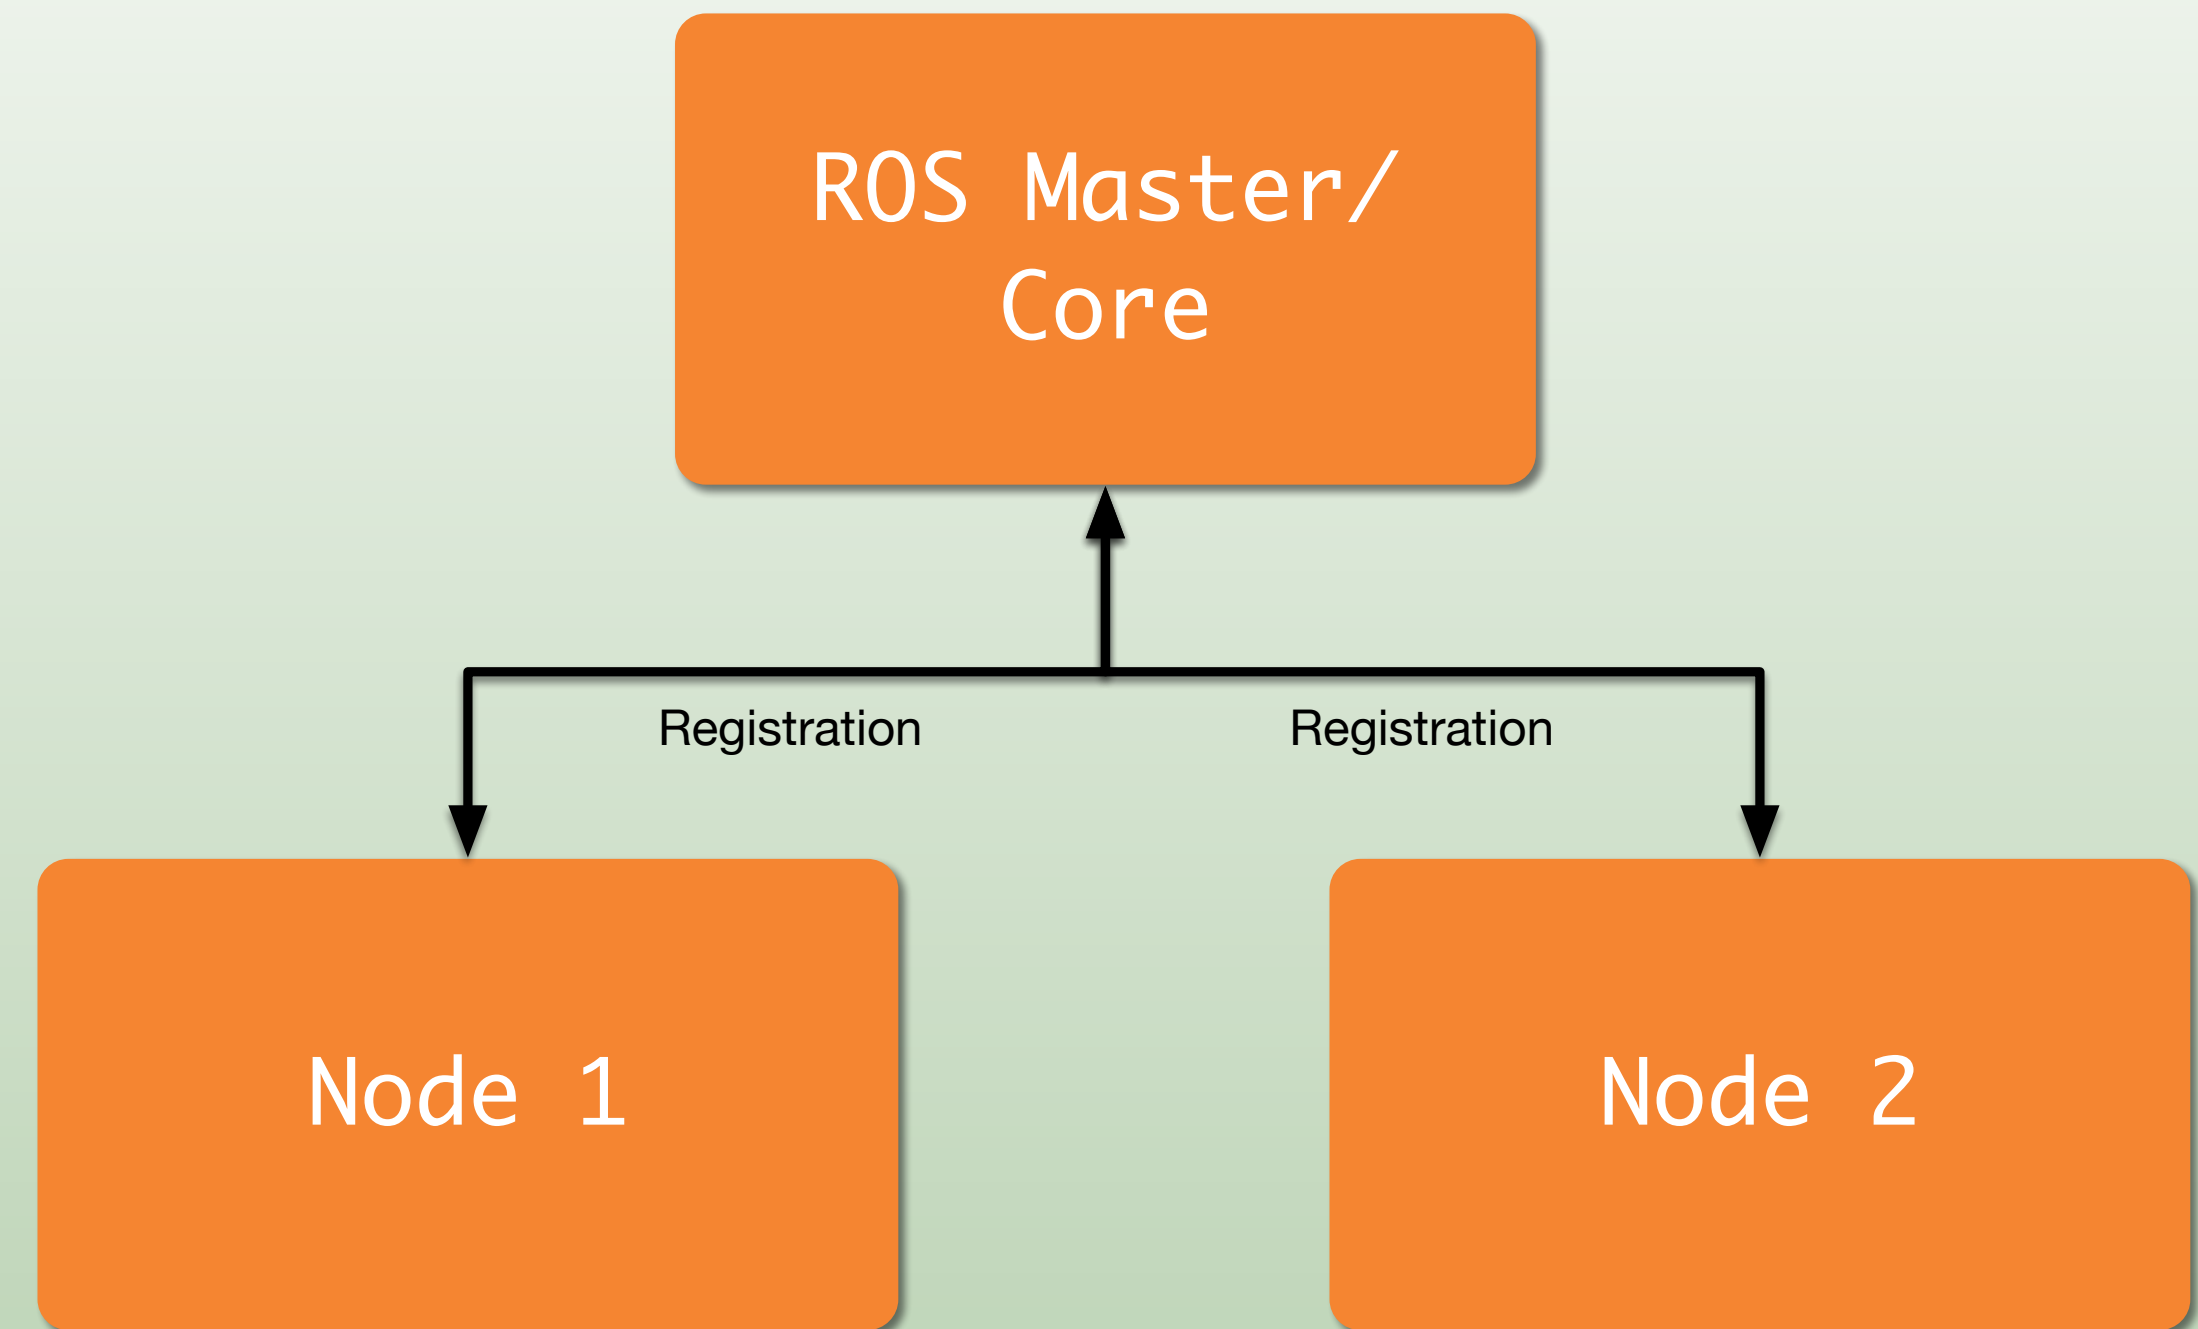 ROS Master/
Core
Registration
Registration
Node 1
Node 2